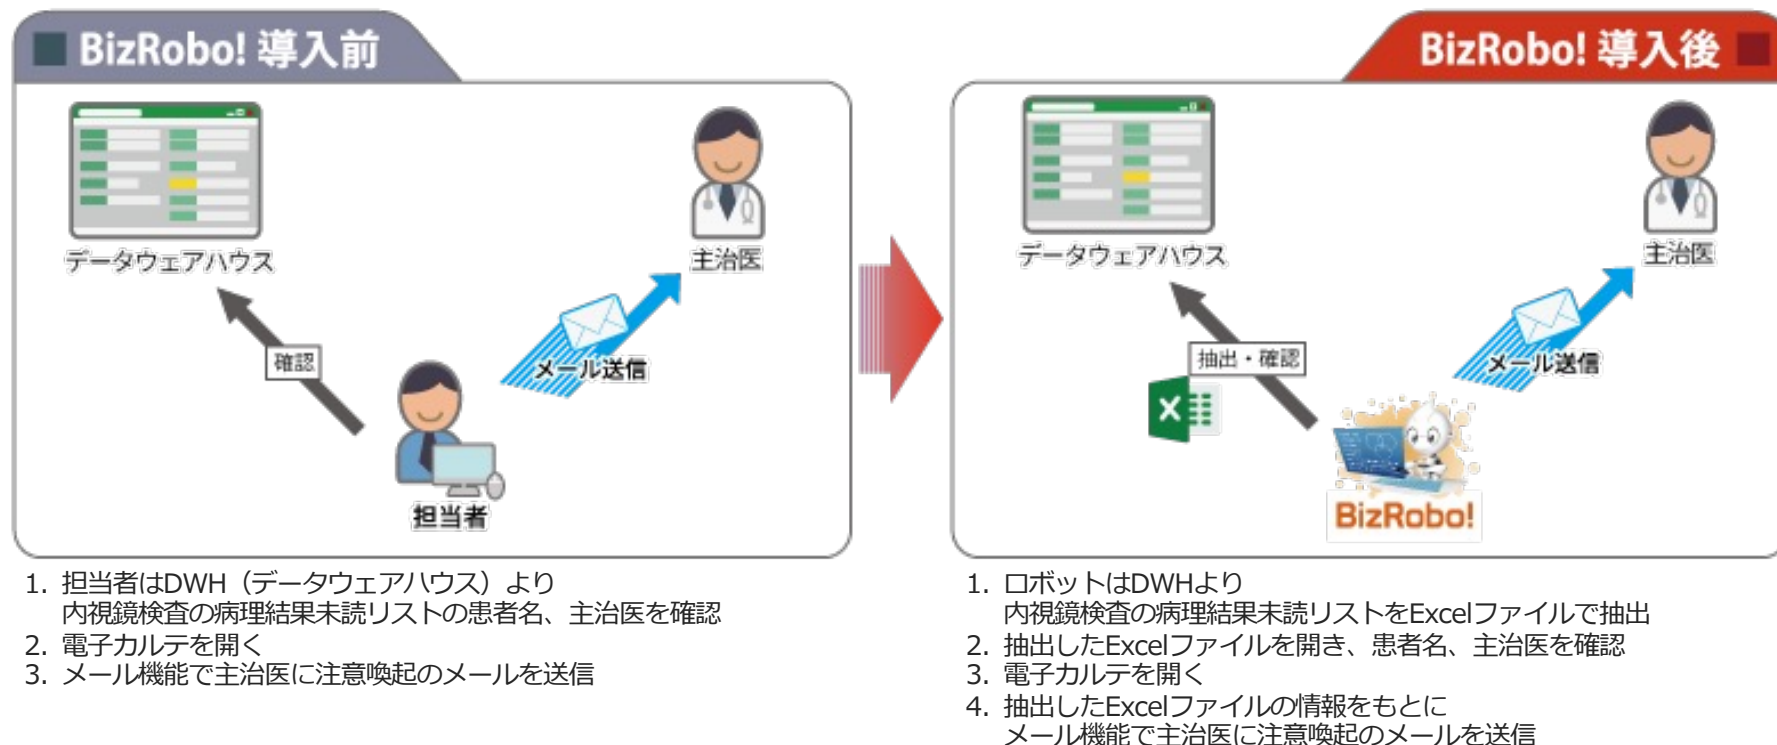 BizRobo! 導入前
データウェアハウス
主治医
確認
メール送信
担当者
1. 担当者はDWH（データウェアハウス）より
内視鏡検査の病理結果未読リストの患者名、主治医を確認
2. 電子カルテを開く
3. メール機能で主治医に注意喚起のメールを送信
BizRobo! 導入後
データウェアハウス
主治医
抽出・確認
メール送信
X
BizRobo!
1. ロボットはDWHより
内視鏡検査の病理結果未読リストをExcelファイルで抽出
2. 抽出したExcelファイルを開き、患者名、主治医を確認
3. 電子カルテを開く
4. 抽出したExcelファイルの情報をもとに
メール機能で主治医に注意喚起のメールを送信